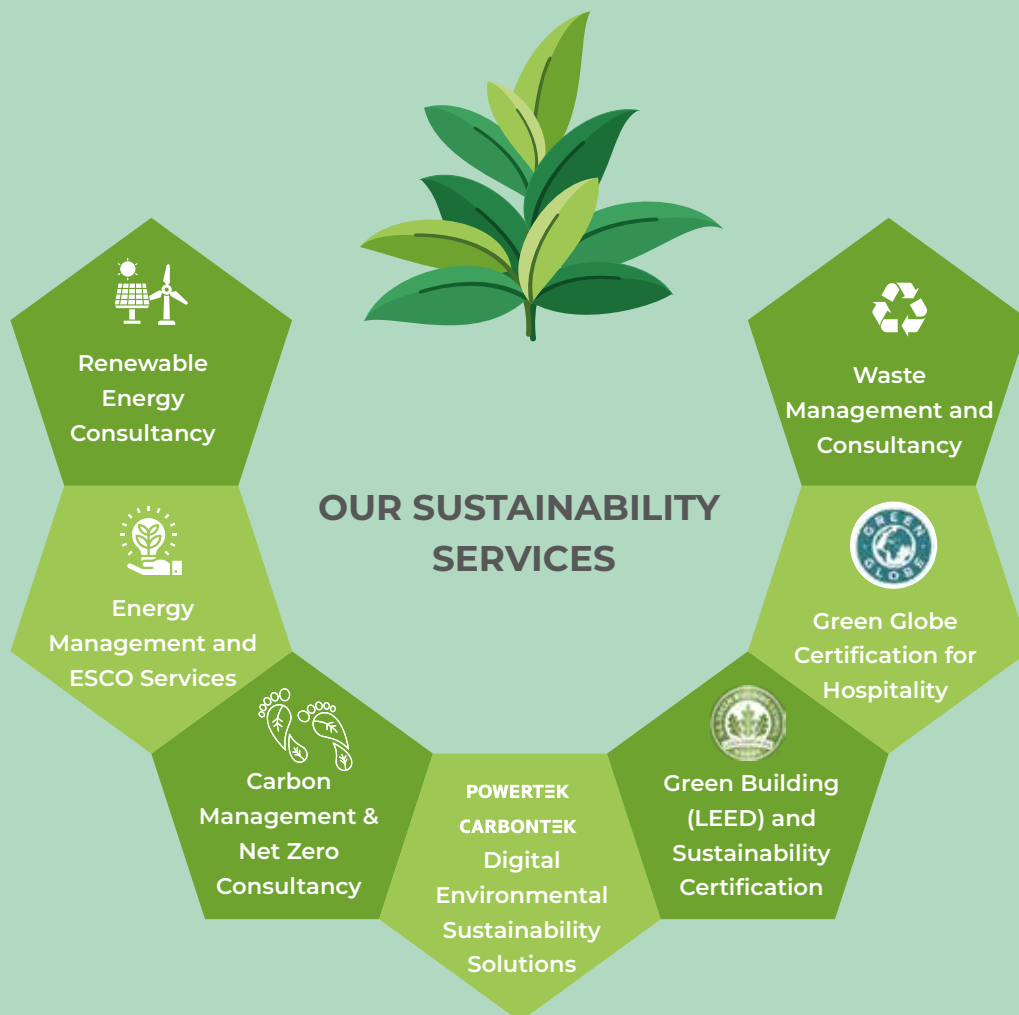 OUR SUSTAINABILITY
SERVICES
Renewable
Energy
Consultancy
Energy
Management and
ESCO Services
Carbon
Management &
Net Zero
Consultancy
POWERTEK
CARBONTEK
Digital
Environmental
Sustainability
Solutions
Green Building
(LEED) and
Sustainability
Certification
GREEN
GLOBE
Green Globe
Certification for
Hospitality
Waste
Management and
Consultancy